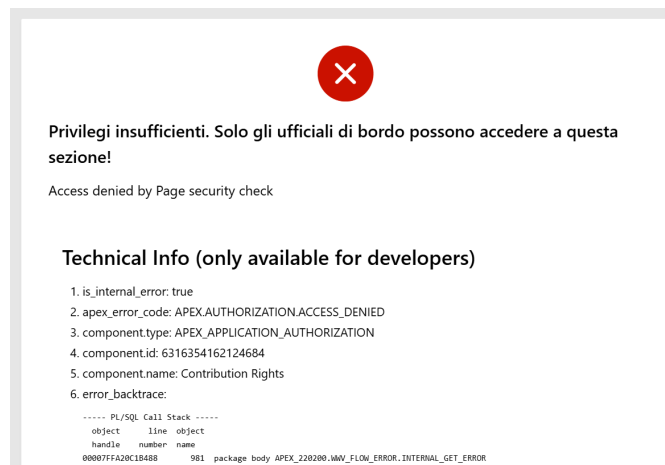 Privilegi insufficienti. Solo gli ufficiali di bordo possono accedere a questa
sezione!
Access denied by Page security check
Technical Info (only available for developers)
1. is_internal_error: true
2. apex_error_code: APEX.AUTHORIZATION.ACCESS_DENIED
3. component.type: APEX_APPLICATION_AUTHORIZATION
4. component.id: 6316354162124684
5. component.name: Contribution Rights
6. error_backtrace:
----- PL/SQL Call Stack -----
object line object
handle number name
00007FFA20C1B488 981 package body APEX_220200.WWV_FLOW_ERROR.INTERNAL_GET_ERROR